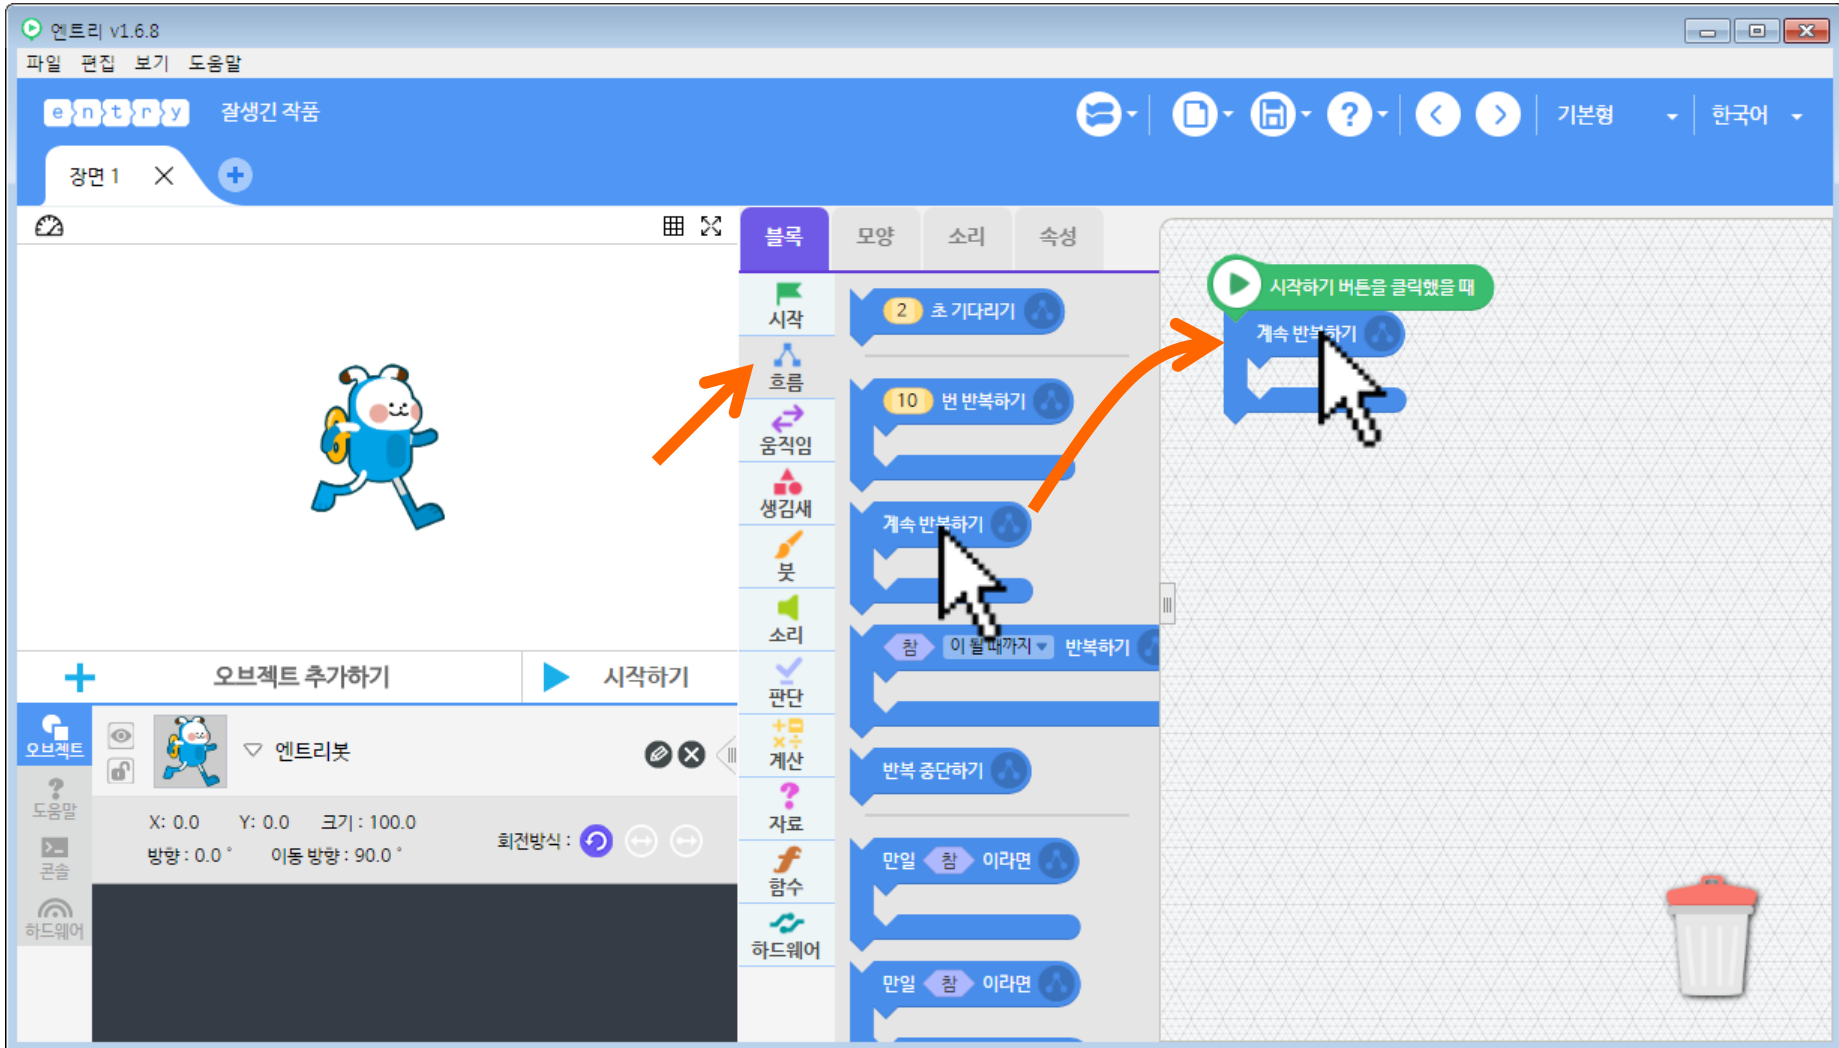 엔트리 v1.6.8
파일 편집 보기 도움말
entry 잘생긴 작품
? 기본형 한국어
장면 1
블록 모양 소리 속성
시작
흐름
움직임
생김새
붓
소리
판단
계산
자료
함수
하드웨어
2 초 기다리기
10 번 반복하기
계속 반복하기
참 이 될 때까지 반복하기
반복 중단하기
만일 참 이라면
만일 참 이라면
시작하기 버튼을 클릭했을 때
계속 반복하기
오브젝트 추가하기 시작하기
오브젝트
도움말
콘솔
하드웨어
엔트리봇
X: 0.0 Y: 0.0 크기 : 100.0
방향 : 0.0 ° 이동 방향 : 90.0 °
회전방식 :